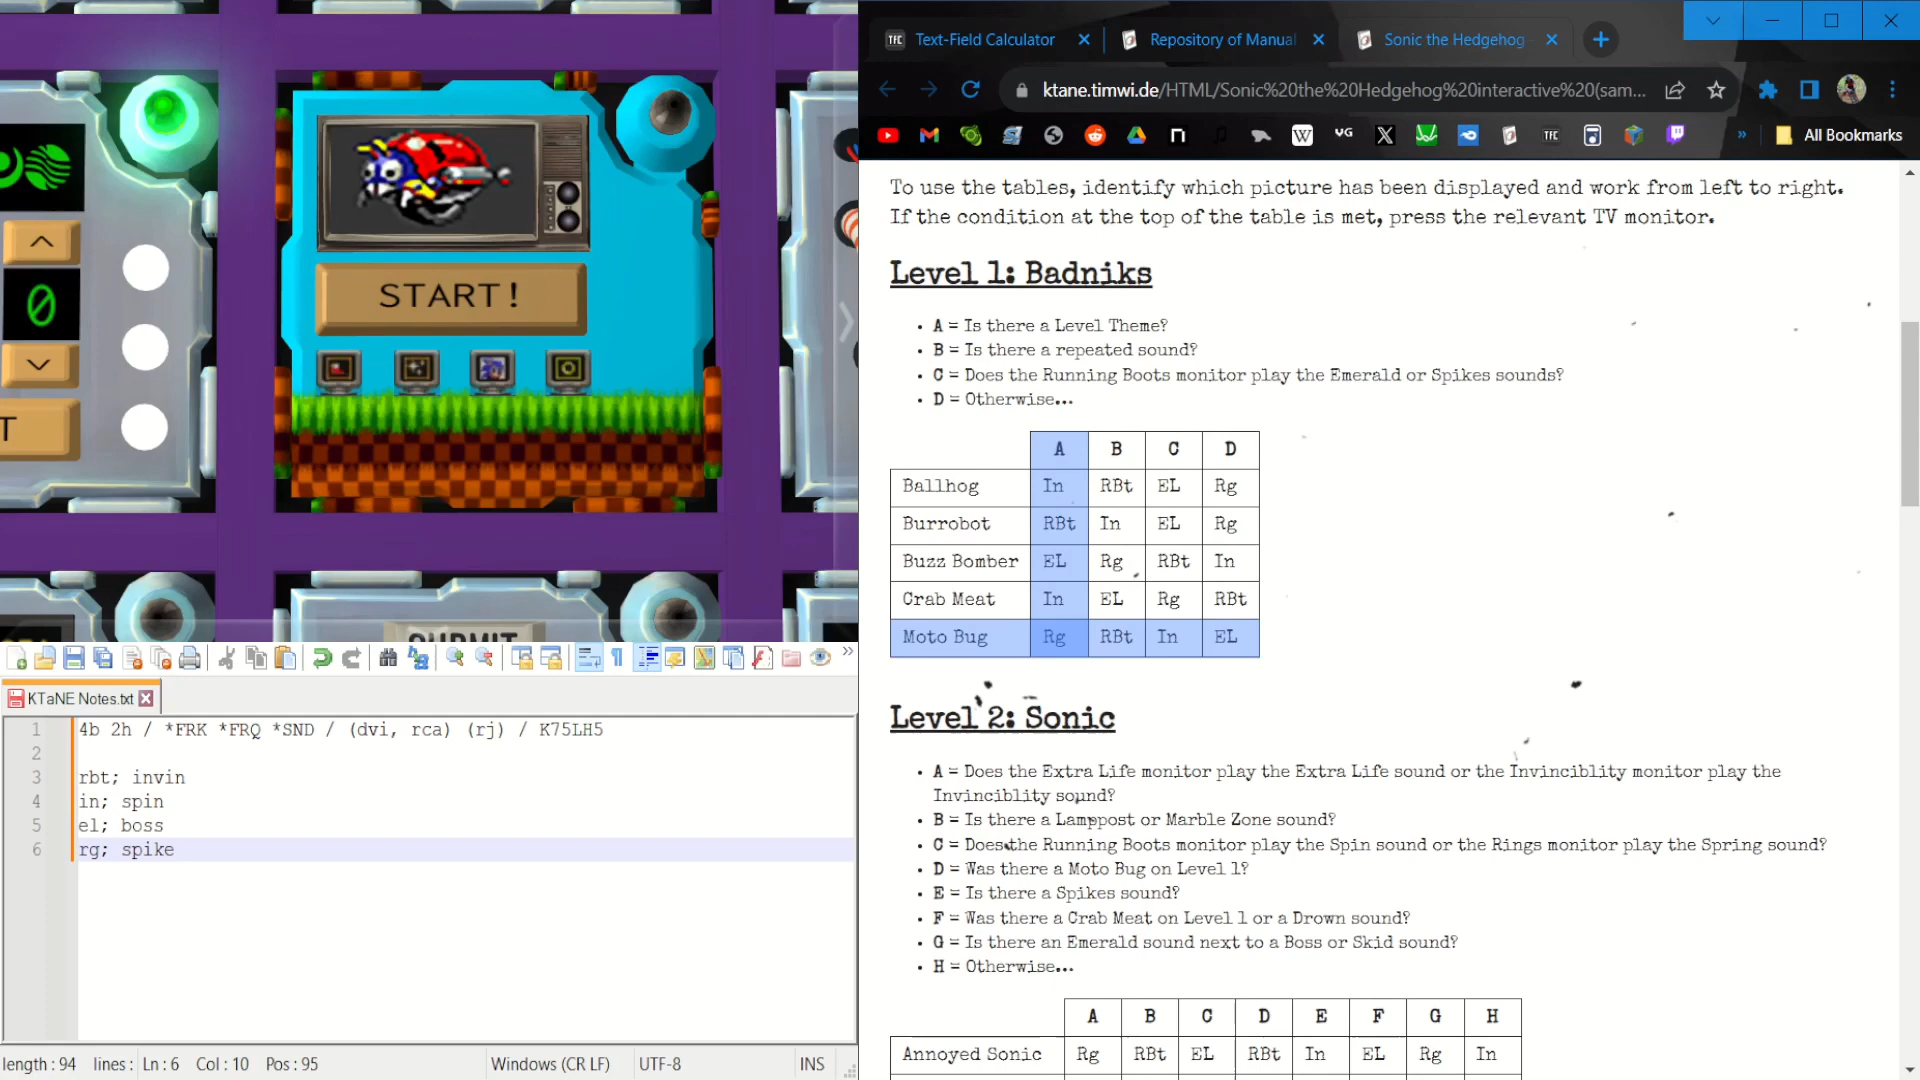 Text-Field Calculator
Repository of Manual
Sonic the Hedgehog
ktane.timwi.de/HTML/Sonic%20the%20Hedgehog%20interactive%20(sam...
All Bookmarks
START!
0
T
SUBMIT
To use the tables, identify which picture has been displayed and work from left to right.
If the condition at the top of the table is met, press the relevant TV monitor.
Level 1: Badniks
A = Is there a Level Theme?
B = Is there a repeated sound?
C = Does the Running Boots monitor play the Emerald or Spikes sounds?
D = Otherwise...
A B C D
Ballhog In RBt EL Rg
Burrobot RBt In EL Rg
Buzz Bomber EL Rg RBt In
Crab Meat In EL Rg RBt
Moto Bug Rg RBt In EL
Level 2: Sonic
A = Does the Extra Life monitor play the Extra Life sound or the Invinciblity monitor play the
Invinciblity sound?
B = Is there a Lamppost or Marble Zone sound?
C = Does the Running Boots monitor play the Spin sound or the Rings monitor play the Spring sound?
D = Was there a Moto Bug on Level 1?
E = Is there a Spikes sound?
F = Was there a Crab Meat on Level 1 or a Drown sound?
G = Is there an Emerald sound next to a Boss or Skid sound?
H = Otherwise...
A B C D E F G H
Annoyed Sonic Rg RBt EL RBt In EL Rg In
KTaNE Notes.txt
1 4b 2h / *FRK *FRQ *SND / (dvi, rca) (rj) / K75LH5
2
3 rbt; invin
4 in; spin
5 el; boss
6 rg; spike
length : 94 lines : Ln : 6 Col : 10 Pos : 95 Windows (CR LF) UTF-8 INS